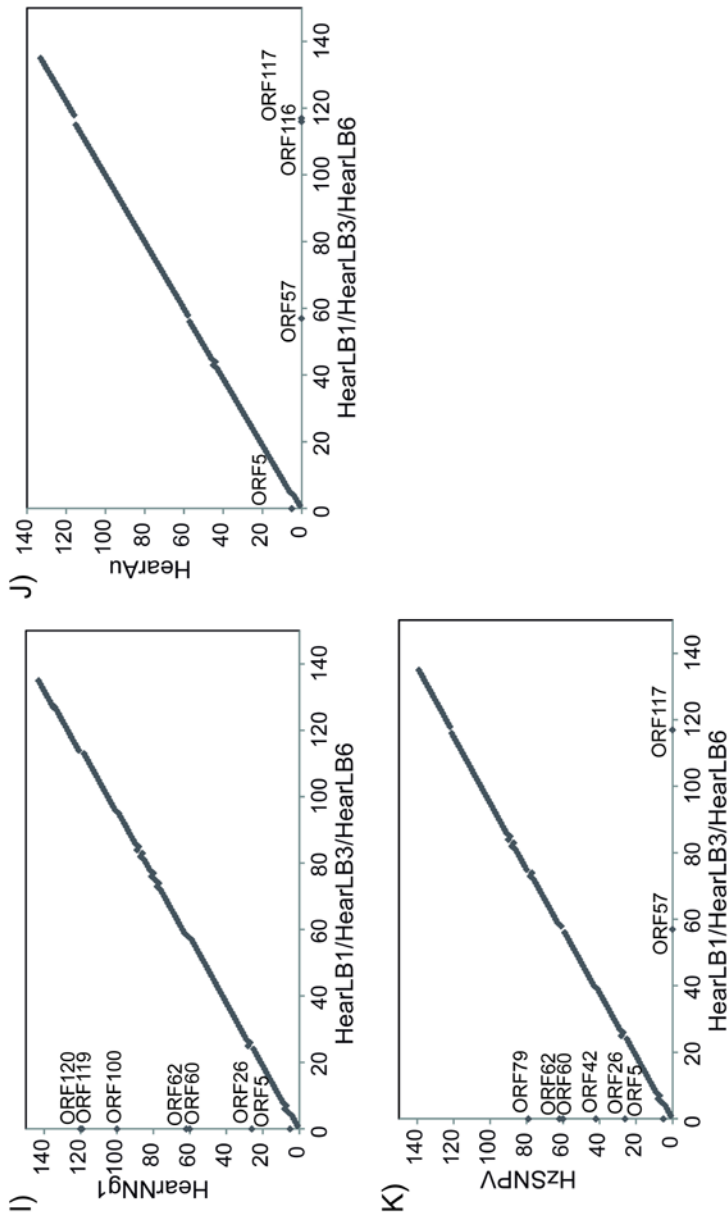 I)
HearNNg1
140
120
100
80
60
40
20
0
ORF120
ORF119
ORF100
ORF62
ORF60
ORF26
ORF5
0 20 40 60 80 100 120 140
HearLB1/HearLB3/HearLB6
J)
HearAu
140
120
100
80
60
40
20
0
ORF5
ORF57
ORF116
ORF117
0 20 40 60 80 100 120 140
HearLB1/HearLB3/HearLB6
K)
HzSNPV
140
120
100
80
60
40
20
0
ORF79
ORF62
ORF60
ORF42
ORF26
ORF5
ORF57
ORF117
0 20 40 60 80 100 120 140
HearLB1/HearLB3/HearLB6